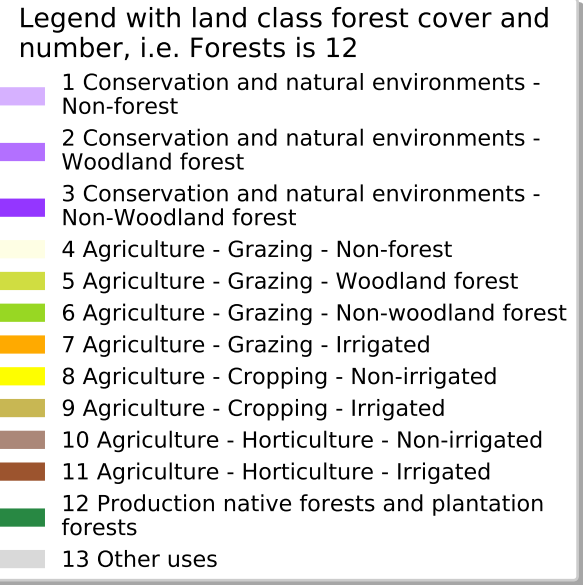 Legend with land class forest cover and
number, i.e. Forests is 12
1 Conservation and natural environments -
Non-forest
2 Conservation and natural environments -
Woodland forest
3 Conservation and natural environments -
Non-Woodland forest
4 Agriculture - Grazing - Non-forest
5 Agriculture - Grazing - Woodland forest
6 Agriculture - Grazing - Non-woodland forest
7 Agriculture - Grazing - Irrigated
8 Agriculture - Cropping - Non-irrigated
9 Agriculture - Cropping - Irrigated
10 Agriculture - Horticulture - Non-irrigated
11 Agriculture - Horticulture - Irrigated
12 Production native forests and plantation
forests
13 Other uses